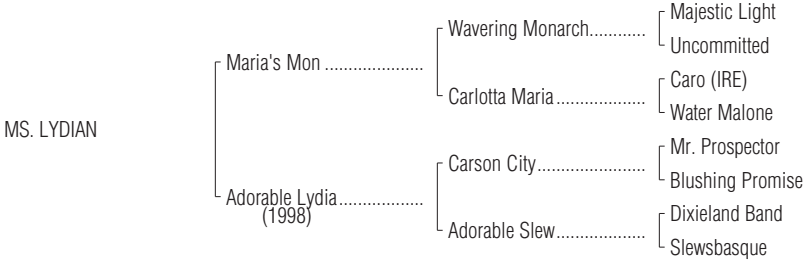 Majestic Light
Wavering Monarch............
Uncommitted
Maria's Mon .....................
Caro (IRE)
Carlotta Maria ...................
Water Malone
MS. LYDIAN
Mr. Prospector
Carson City.......................
Blushing Promise
Adorable Lydia ..................
(1998)
Dixieland Band
Adorable Slew...................
Slewsbasque